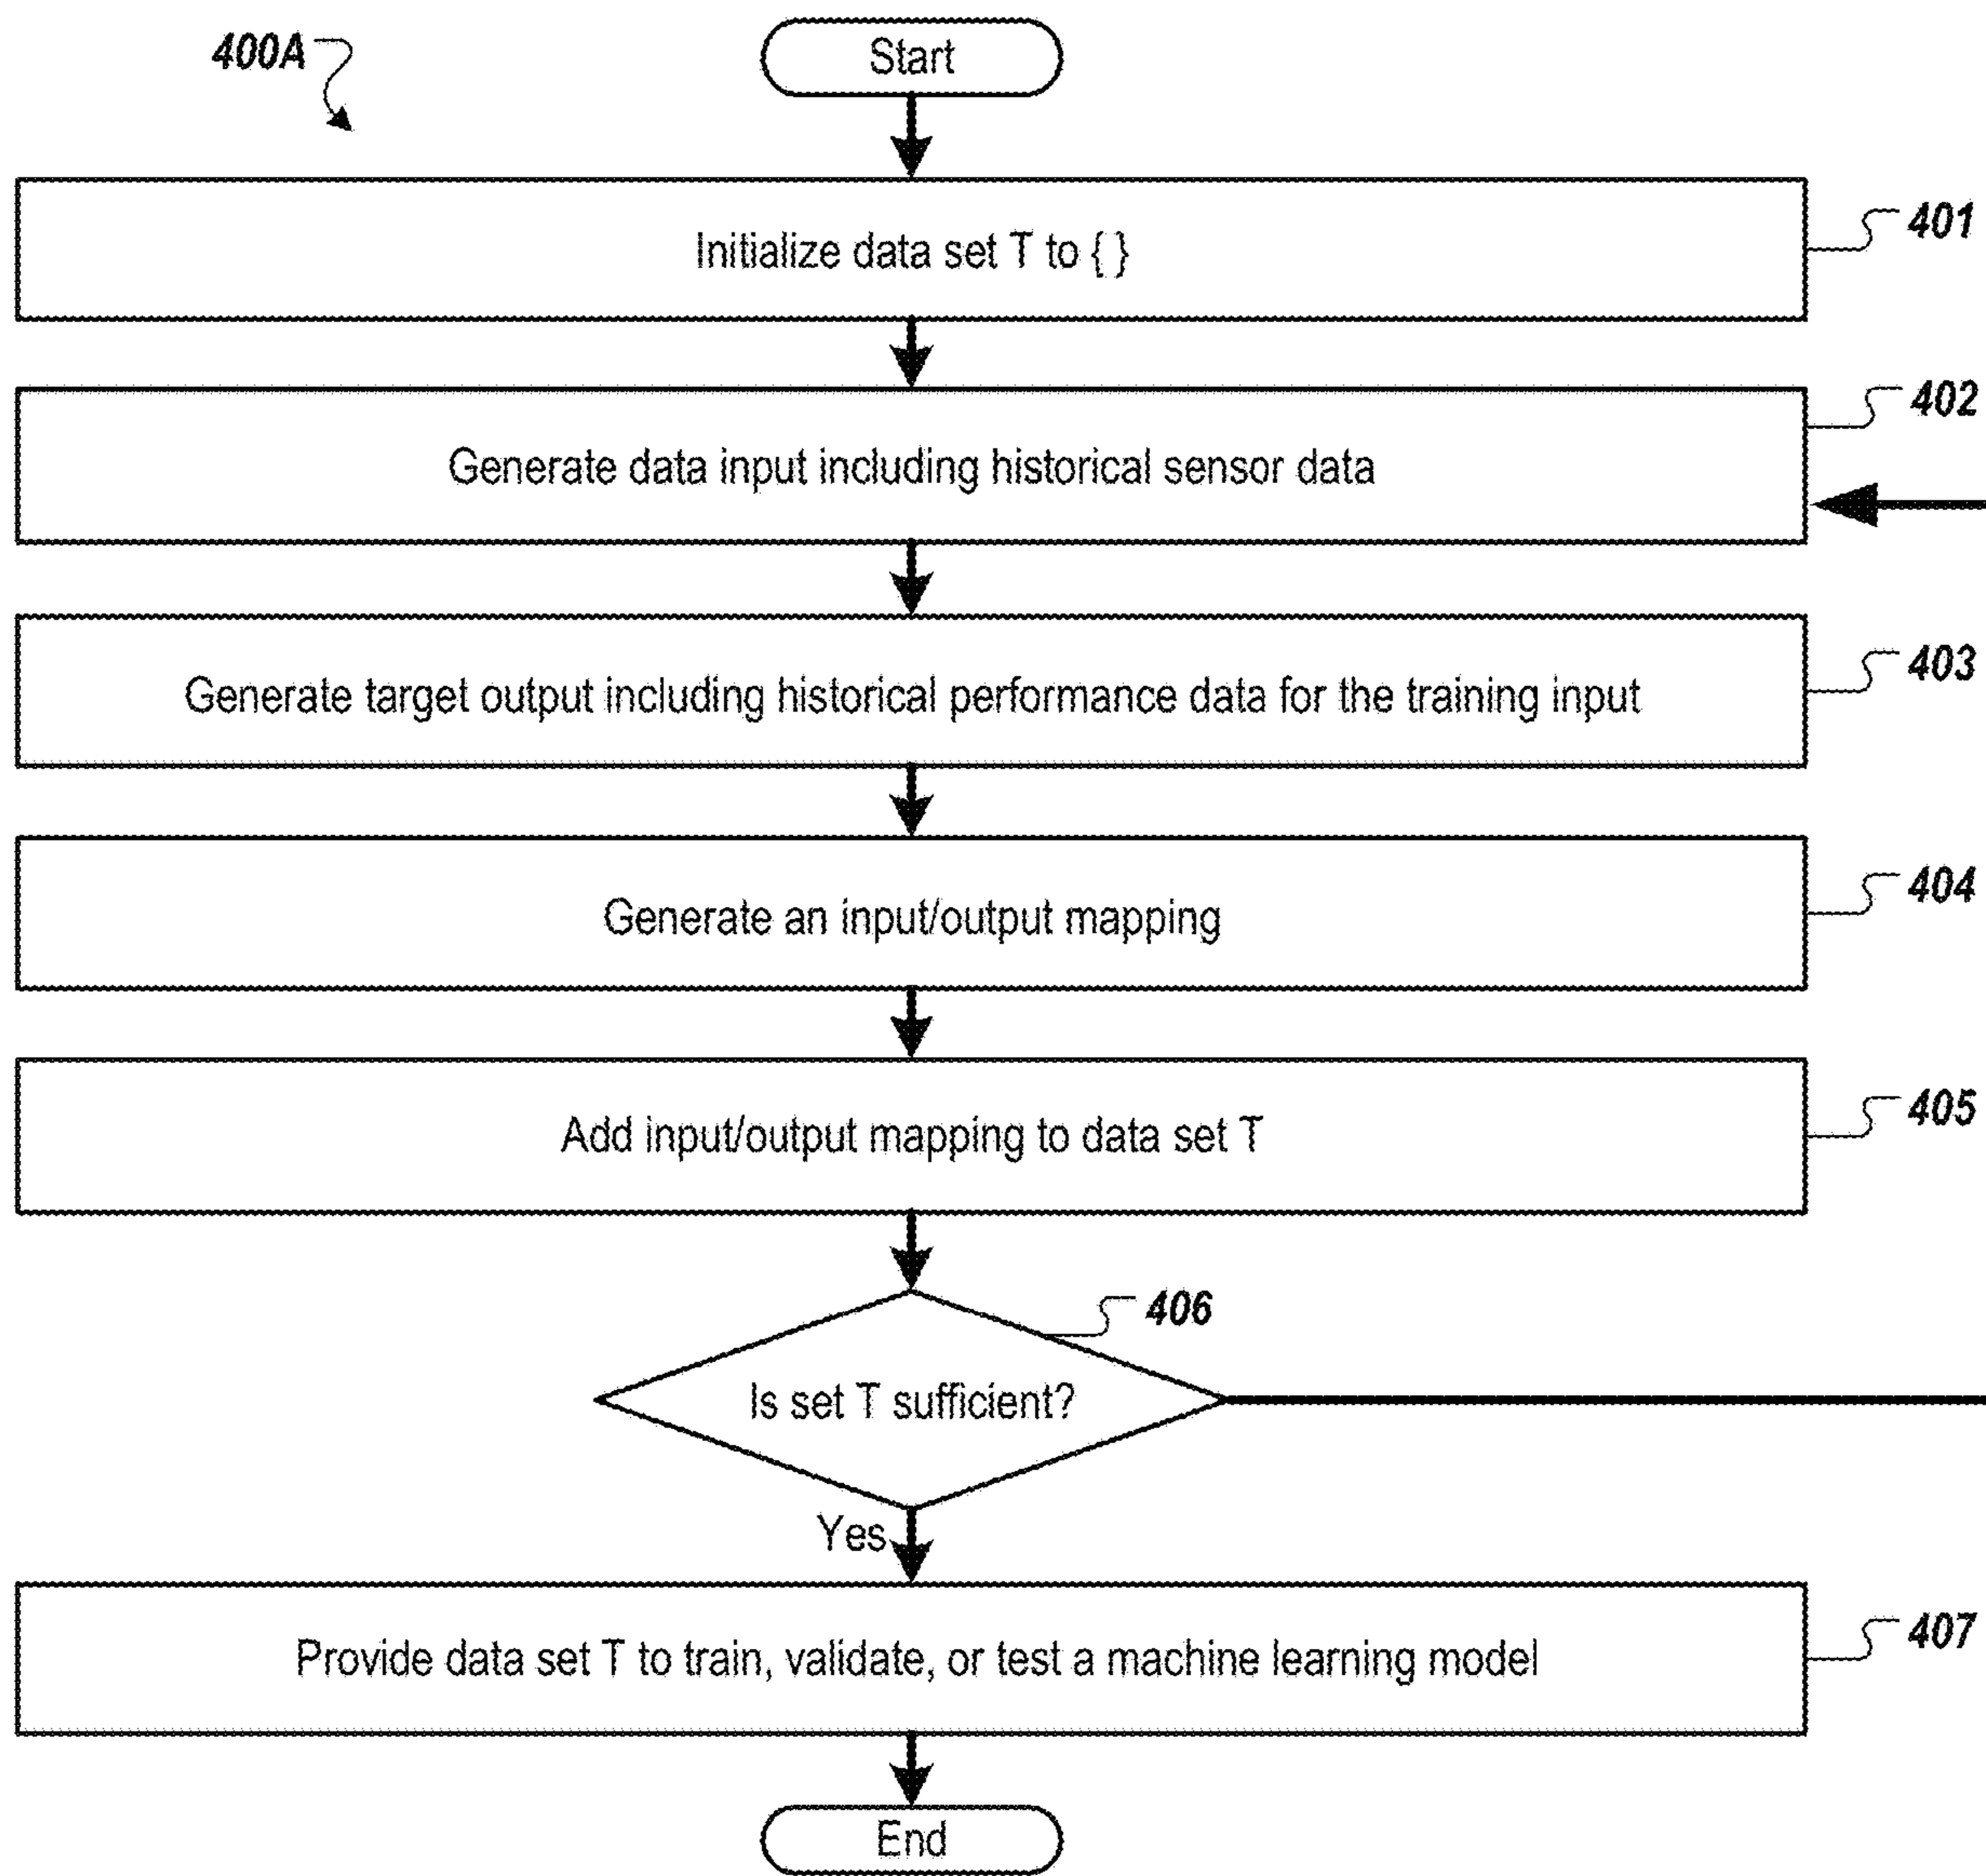 400A
Start
Initialize data set T to { }
401
Generate data input including historical sensor data
402
Generate target output including historical performance data for the training input
403
Generate an input/output mapping
404
Add input/output mapping to data set T
405
Is set T sufficient?
406
Yes
Provide data set T to train, validate, or test a machine learning model
407
End